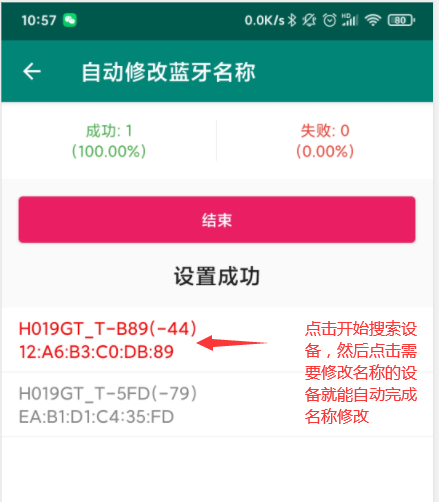 10:57 0.0K/s HD 80
自动修改蓝牙名称
成功: 1 失败: 0
(100.00%) (0.00%)
结束
设置成功
H019GT_T-B89(-44)
12:A6:B3:C0:DB:89
点击开始搜索设
备，然后点击需
要修改名称的设
备就能自动完成
名称修改
H019GT_T-5FD(-79)
EA:B1:D1:C4:35:FD